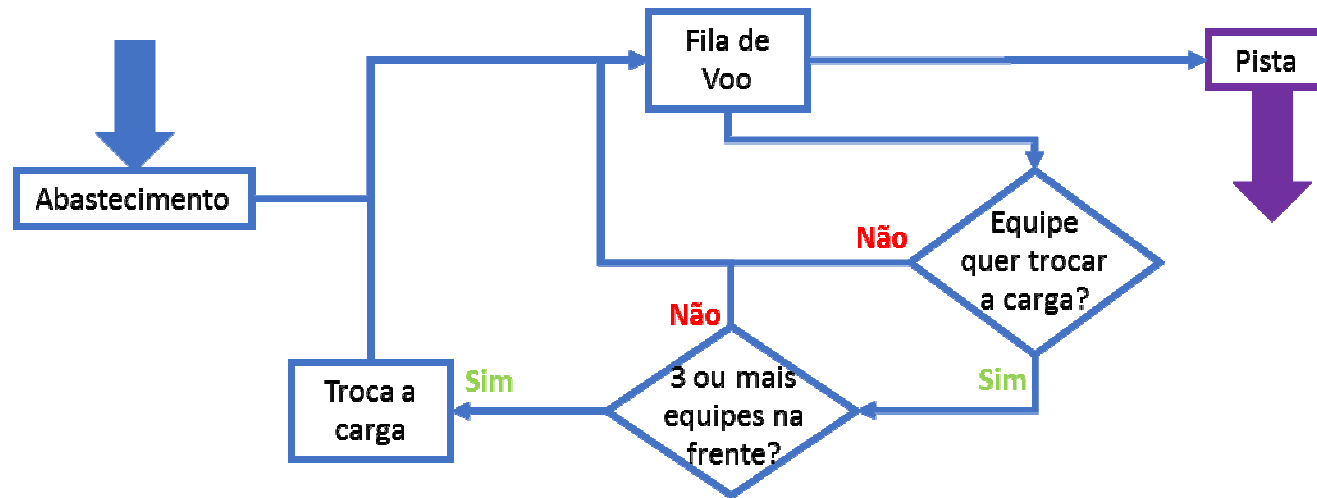 Fila de
Voo
Pista
Abastecimento
Não
Equipe
quer trocar
a carga?
Não
Sim
Sim
3 ou mais
equipes na
frente?
Troca a
carga